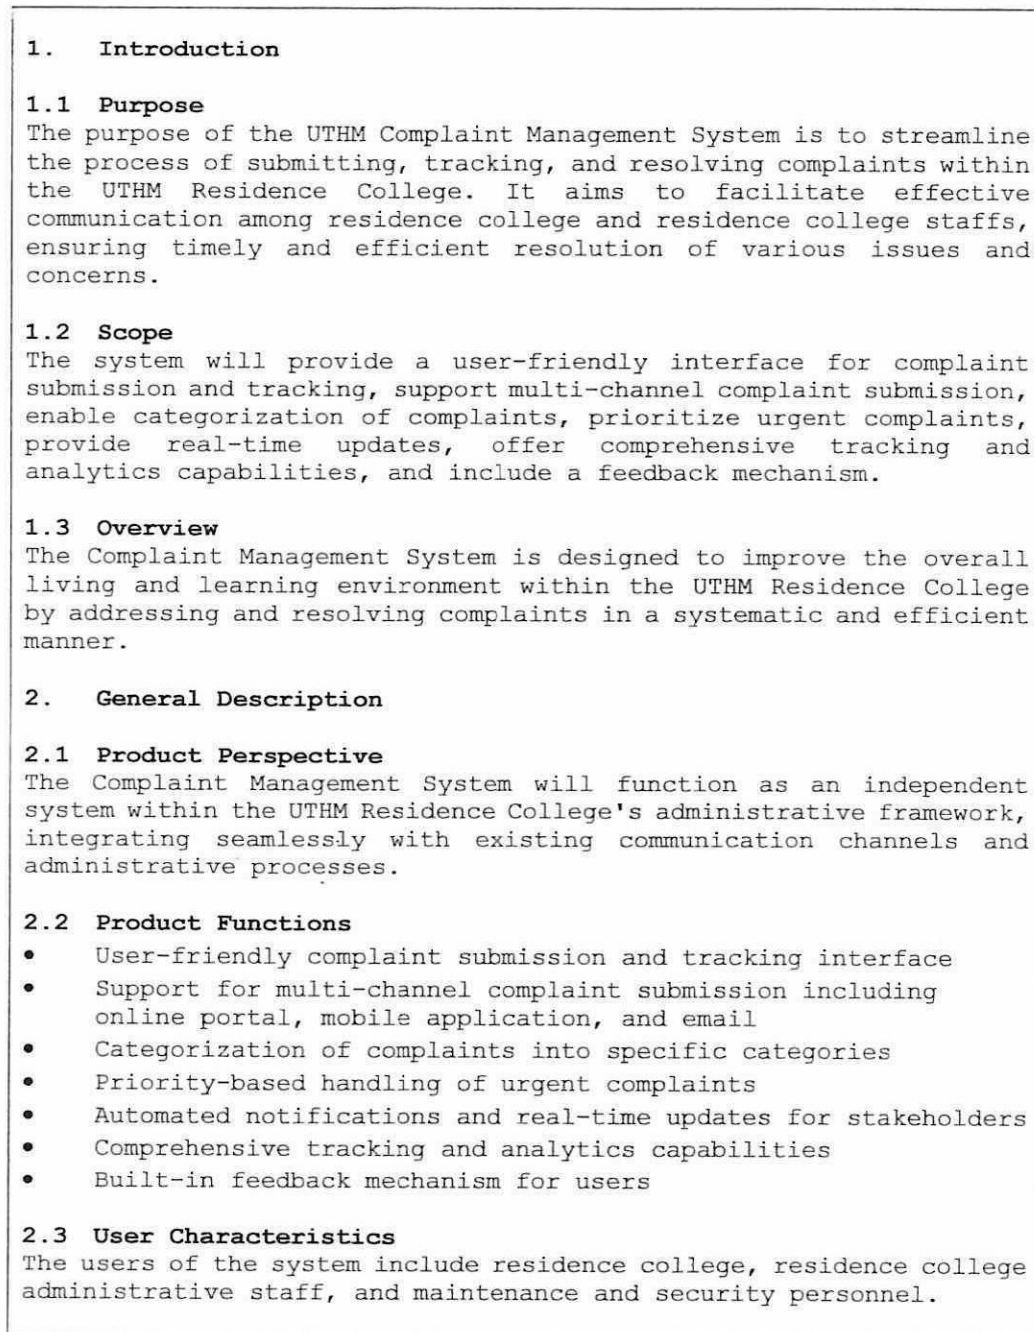 1. Introduction
1.1 Purpose
The purpose of the UTHM Complaint Management System is to streamline
the process of submitting, tracking, and resolving complaints within
the UTHM Residence College. It aims to facilitate effective
communication among residence college and residence college staffs,
ensuring timely and efficient resolution of various issues and
concerns.
1.2 Scope
The system will provide a user-friendly interface for complaint
submission and tracking, support multi-channel complaint submission,
enable categorization of complaints, prioritize urgent complaints,
provide real-time updates, offer comprehensive tracking and
analytics capabilities, and include a feedback mechanism.
1.3 Overview
The Complaint Management System is designed to improve the overall
living and learning environment within the UTHM Residence College
by addressing and resolving complaints in a systematic and efficient
manner.
2. General Description
2.1 Product Perspective
The Complaint Management System will function as an independent
system within the UTHM Residence College's administrative framework,
integrating seamlessly with existing communication channels and
administrative processes.
2.2 Product Functions
• User-friendly complaint submission and tracking interface
• Support for multi-channel complaint submission including
online portal, mobile application, and email
• Categorization of complaints into specific categories
• Priority-based handling of urgent complaints
• Automated notifications and real-time updates for stakeholders
• Comprehensive tracking and analytics capabilities
• Built-in feedback mechanism for users
2.3 User Characteristics
The users of the system include residence college, residence college
administrative staff, and maintenance and security personnel.